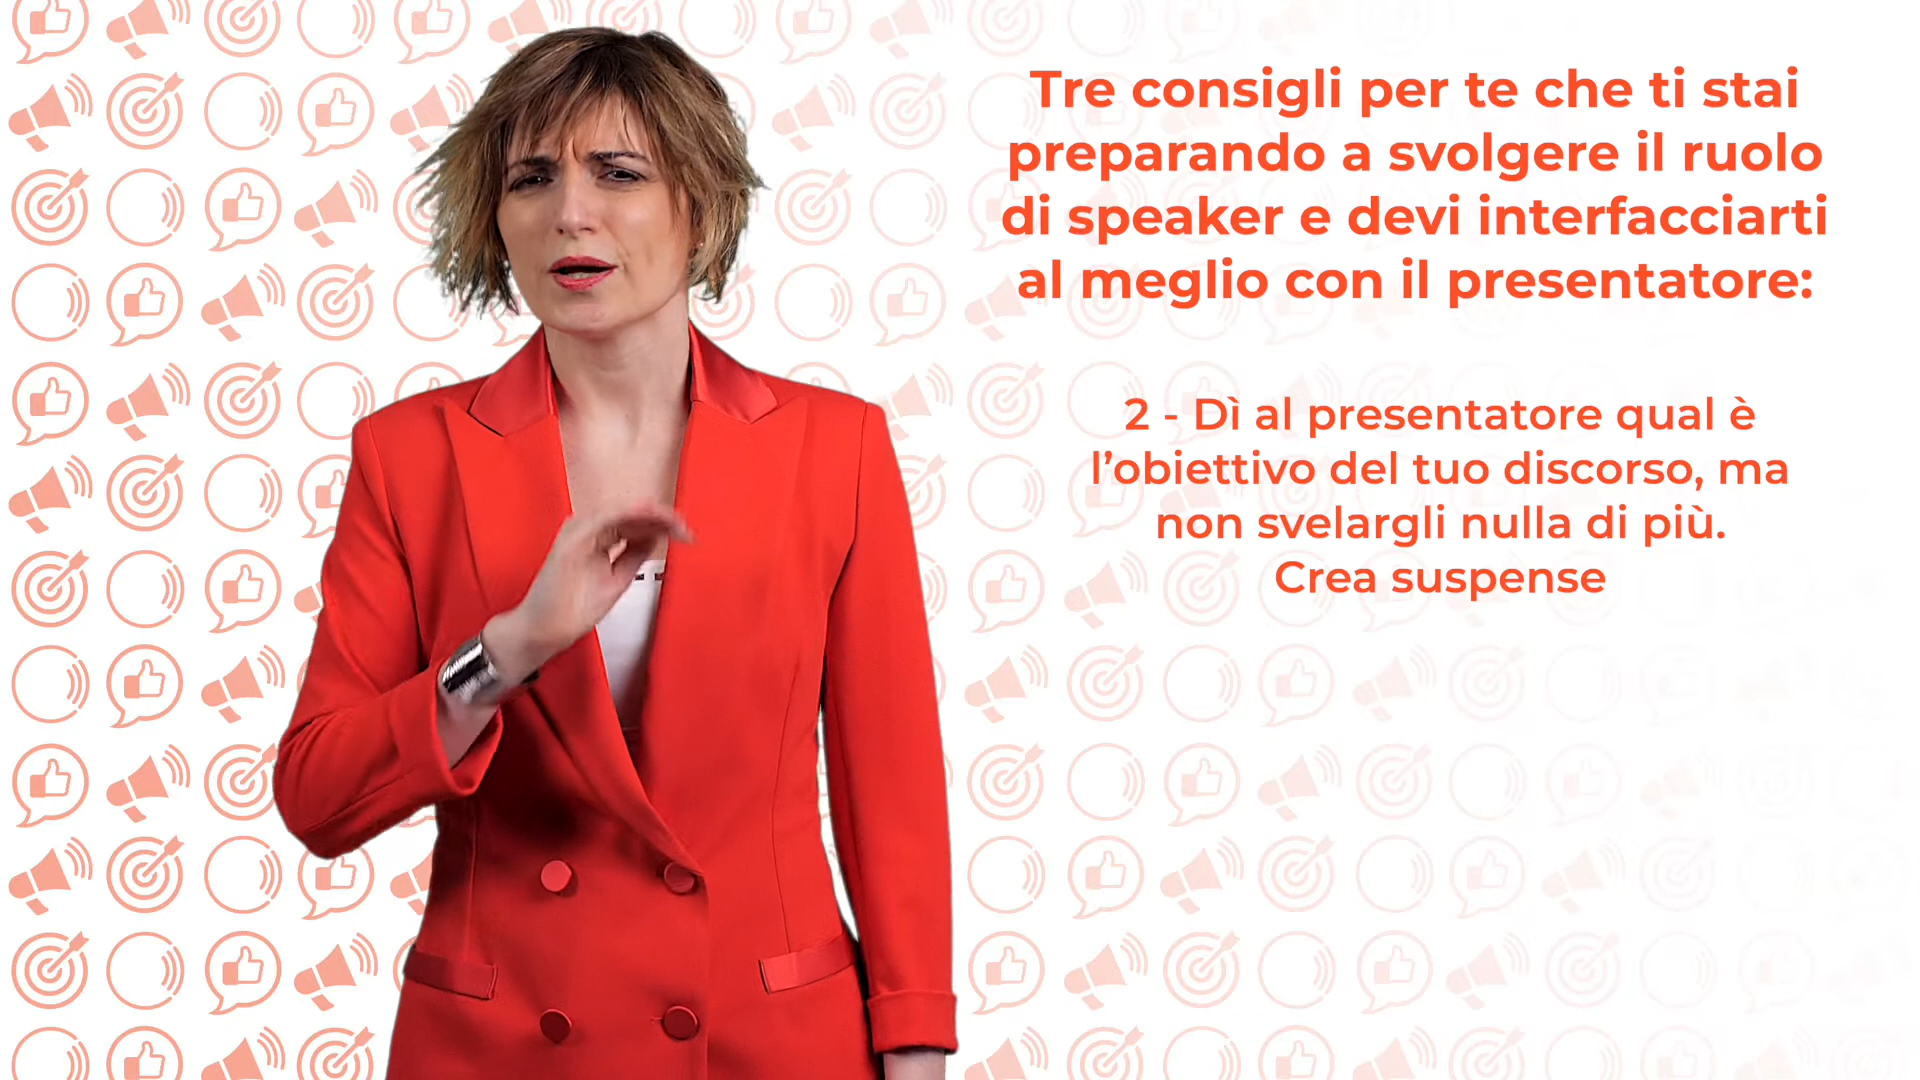 Tre consigli per te che ti stai
preparando a svolgere il ruolo
di speaker e devi interfacciarti
al meglio con il presentatore:
2 - Dì al presentatore qual è
l’obiettivo del tuo discorso, ma
non svelargli nulla di più.
Crea suspense